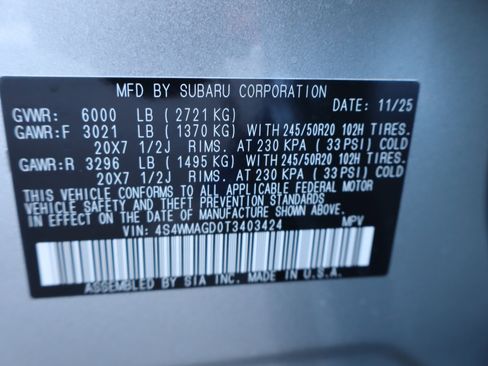 MFD BY SUBARU CORPORATION
DATE: 11/25
GVWR: 6000 LB (2721 KG)
GAWR:F 3021 LB (1370 KG) WITH 245/50R20 102H TIRES.
20X7 1/2J RIMS. AT 230 KPA (33 PSI) COLD
GAWR:R 3296 LB (1495 KG) WITH 245/50R20 102H TIRES.
20X7 1/2J RIMS. AT 230 KPA (33 PSI) COLD
THIS VEHICLE CONFORMS TO ALL APPLICABLE FEDERAL MOTOR
VEHICLE SAFETY AND THEFT PREVENTION STANDARDS IN EFFECT
ON THE DATE OF MANUFACTURE SHOWN ABOVE.
VIN: 4S4WMAGD0T3403424 MPV
ASSEMBLED BY SIA INC. MADE IN U.S.A.